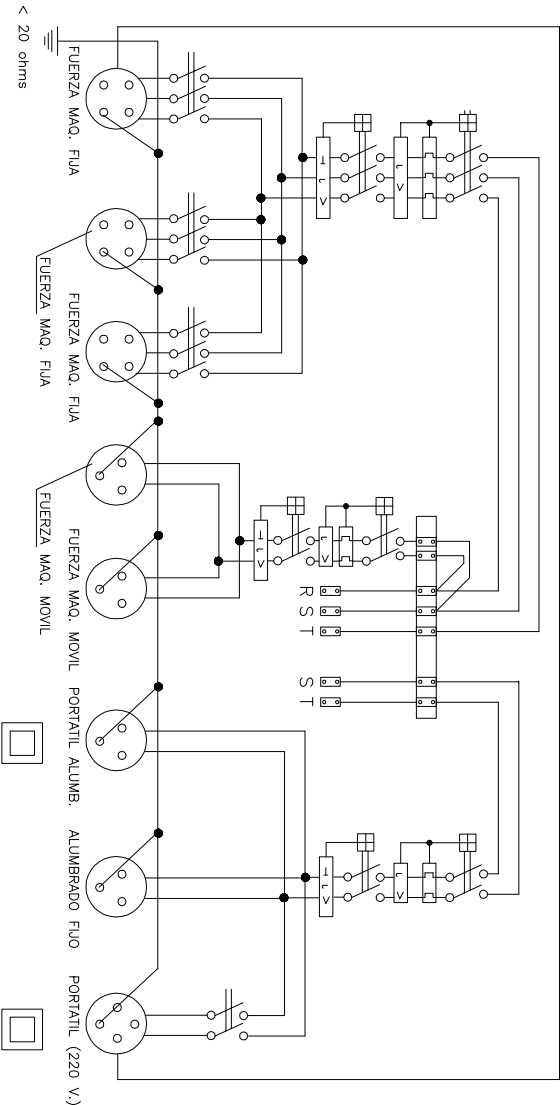 < 20 ohms
FUERZA MAQ. FIJA
FUERZA MAQ. FIJA
FUERZA MAQ. FIJA
FUERZA MAQ. MOVIL
FUERZA MAQ. MOVIL
PORTATIL ALUMB.
ALUMBRADO FIJO
PORTATIL (220 V.)
R
S
T
S
T